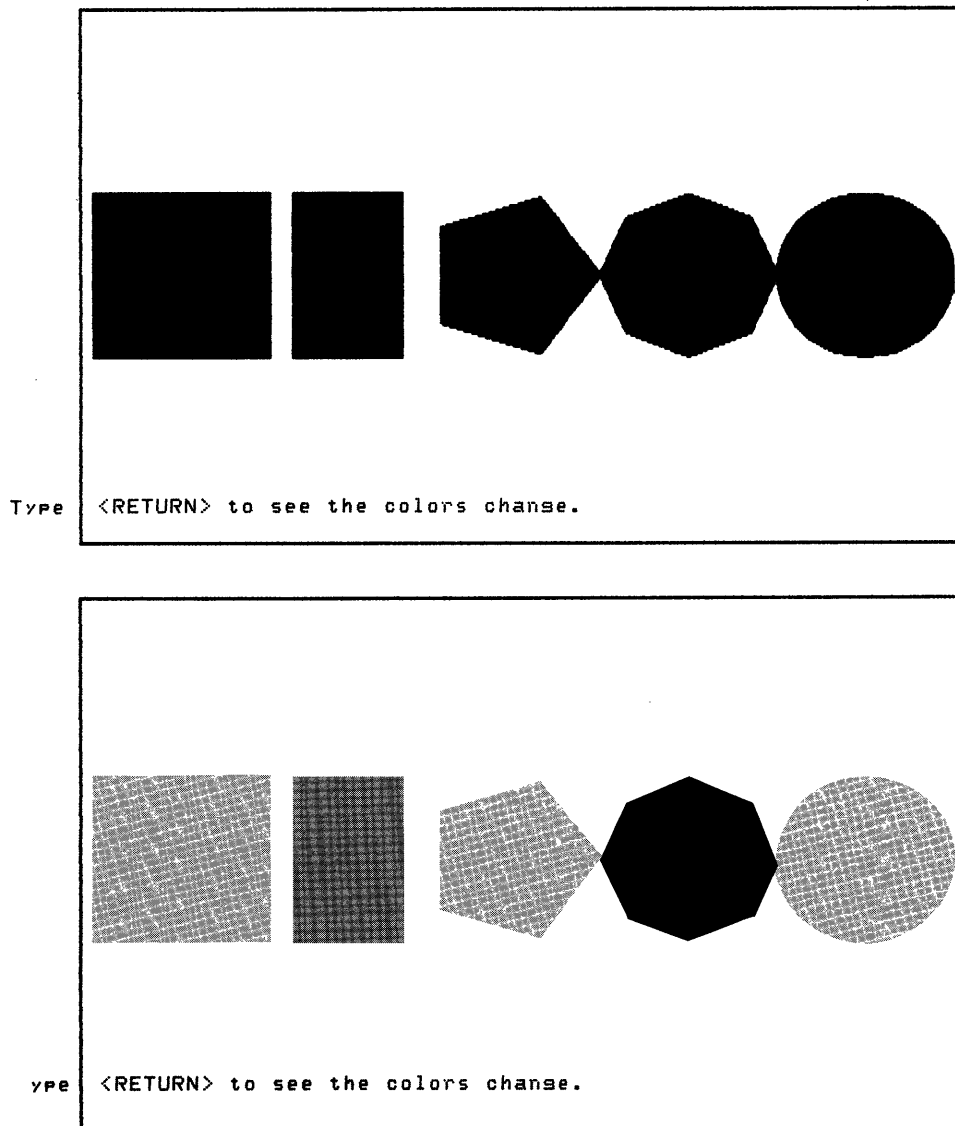 Type <RETURN> to see the colors change.
ype <RETURN> to see the colors change.